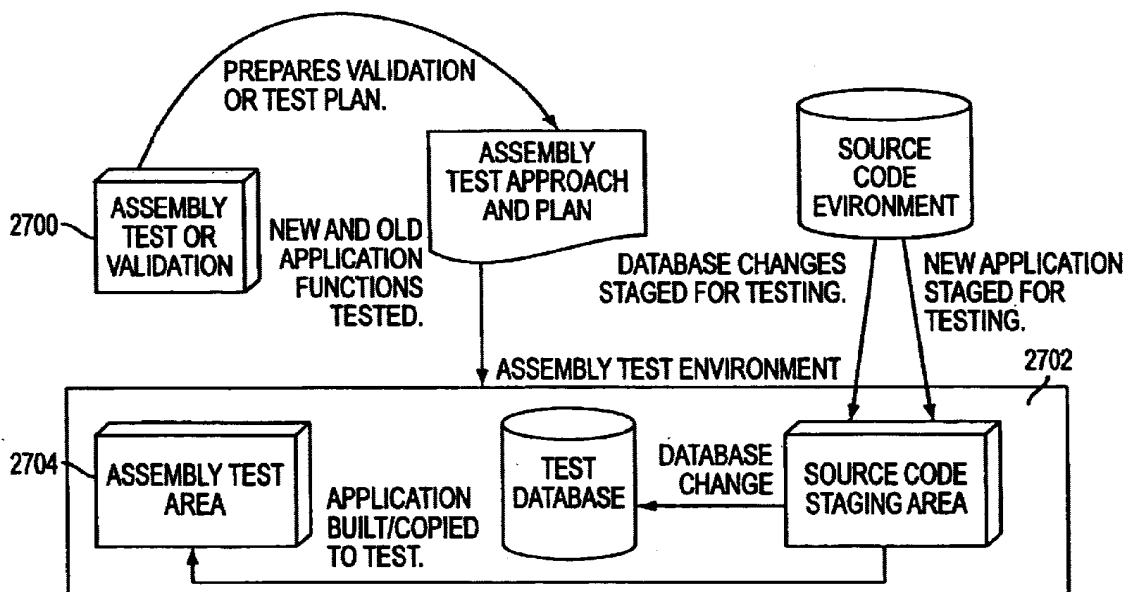 PREPARES VALIDATION
OR TEST PLAN.
ASSEMBLY
TEST APPROACH
AND PLAN
SOURCE
CODE
EVIRONMENT
2700
ASSEMBLY
TEST OR
VALIDATION
NEW AND OLD
APPLICATION
FUNCTIONS
TESTED.
DATABASE CHANGES
STAGED FOR TESTING.
NEW APPLICATION
STAGED FOR
TESTING.
ASSEMBLY TEST ENVIRONMENT
2702
2704
ASSEMBLY TEST
AREA
APPLICATION
BUILT/COPIED
TO TEST.
TEST
DATABASE
DATABASE
CHANGE
SOURCE CODE
STAGING AREA